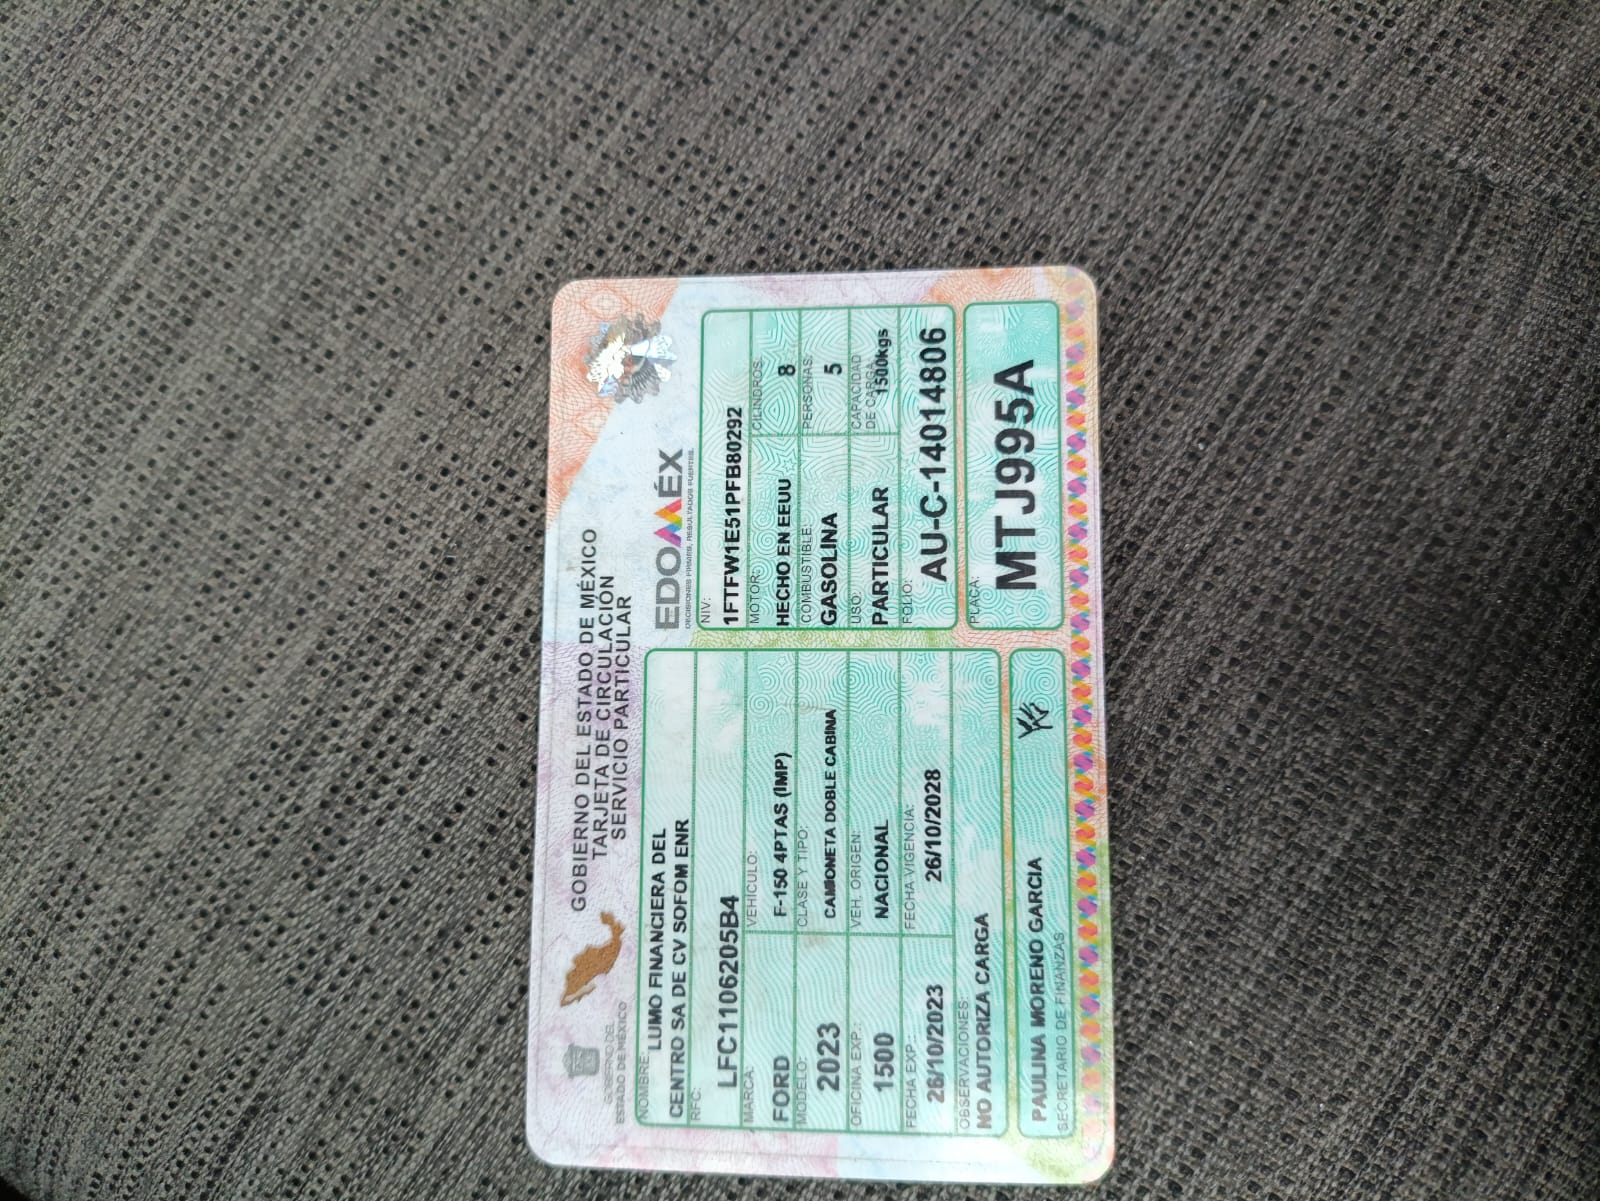 GOBIERNO DEL
ESTADO DE MÉXICO
GOBIERNO DEL ESTADO DE MÉXICO
TARJETA DE CIRCULACIÓN
SERVICIO PARTICULAR
EDOMÉX
DECISIONES FIRMES, RESULTADOS FUERTES.
NOMBRE:
LUMO FINANCIERA DEL
CENTRO SA DE CV SOFOM ENR
RFC:
LFC1106205B4
MARCA:
FORD
VEHÍCULO:
F-150 4PTAS (IMP)
MODELO:
2023
CLASE Y TIPO:
CAMIONETA DOBLE CABINA
OFICINA EXP.:
1500
VEH. ORIGEN:
NACIONAL
FECHA EXP.:
26/10/2023
FECHA VIGENCIA:
26/10/2028
OBSERVACIONES:
NO AUTORIZA CARGA
PAULINA MORENO GARCIA
SECRETARIO DE FINANZAS
NIV:
1FTFW1E51PFB80292
MOTOR:
HECHO EN EEUU
CILINDROS:
8
COMBUSTIBLE:
GASOLINA
PERSONAS:
5
USO:
PARTICULAR
CAPACIDAD
DE CARGA:
1500kgs
FOLIO:
AU-C-14014806
PLACA:
MTJ995A